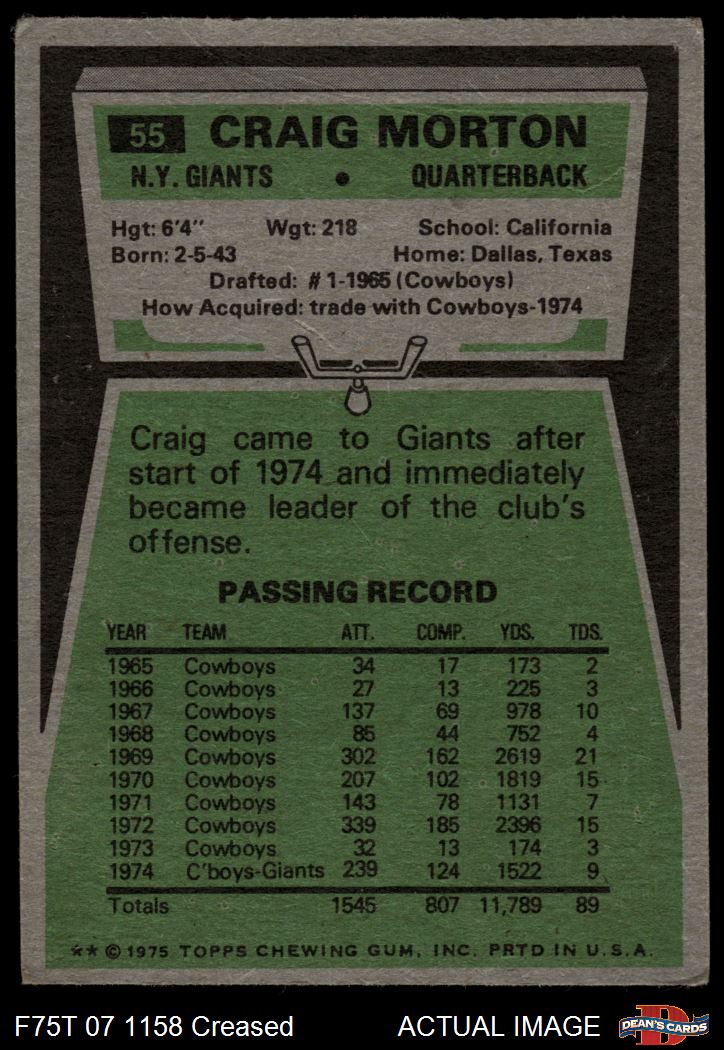 55 CRAIG MORTON
N.Y. GIANTS • QUARTERBACK
Hgt: 6'4" Wgt: 218 School: California
Born: 2-5-43 Home: Dallas, Texas
Drafted: #1-1965 (Cowboys)
How Acquired: trade with Cowboys-1974
Craig came to Giants after
start of 1974 and immediately
became leader of the club's
offense.
PASSING RECORD
YEAR TEAM ATT. COMP. YDS. TDS.
1965 Cowboys 34 17 173 2
1966 Cowboys 27 13 225 3
1967 Cowboys 137 69 978 10
1968 Cowboys 85 44 752 4
1969 Cowboys 302 162 2619 21
1970 Cowboys 207 102 1819 15
1971 Cowboys 143 78 1131 7
1972 Cowboys 339 185 2396 15
1973 Cowboys 32 13 174 3
1974 C'boys-Giants 239 124 1522 9
Totals 1545 807 11,789 89
** © 1975 TOPPS CHEWING GUM, INC. PRTD IN U.S.A.
F75T 07 1158 Creased ACTUAL IMAGE
D
DEAN'S CARDS